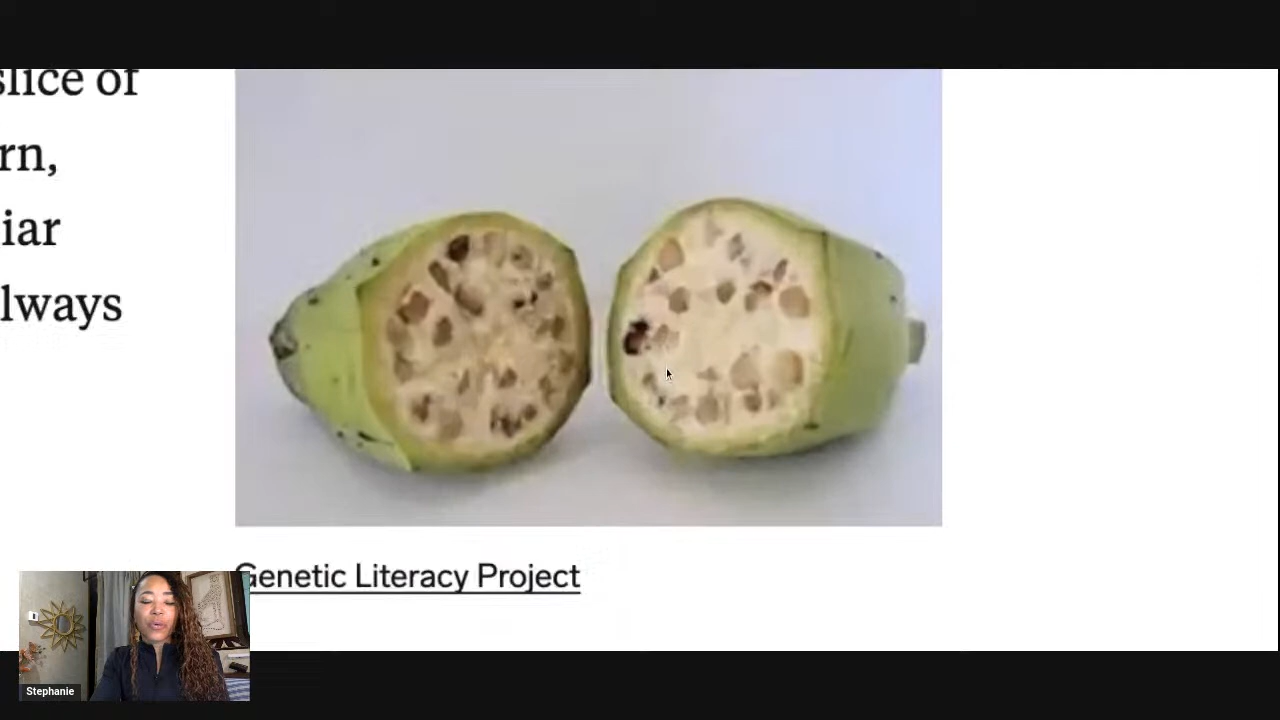 slice of
rn,
iar
lways
Genetic Literacy Project
Stephanie